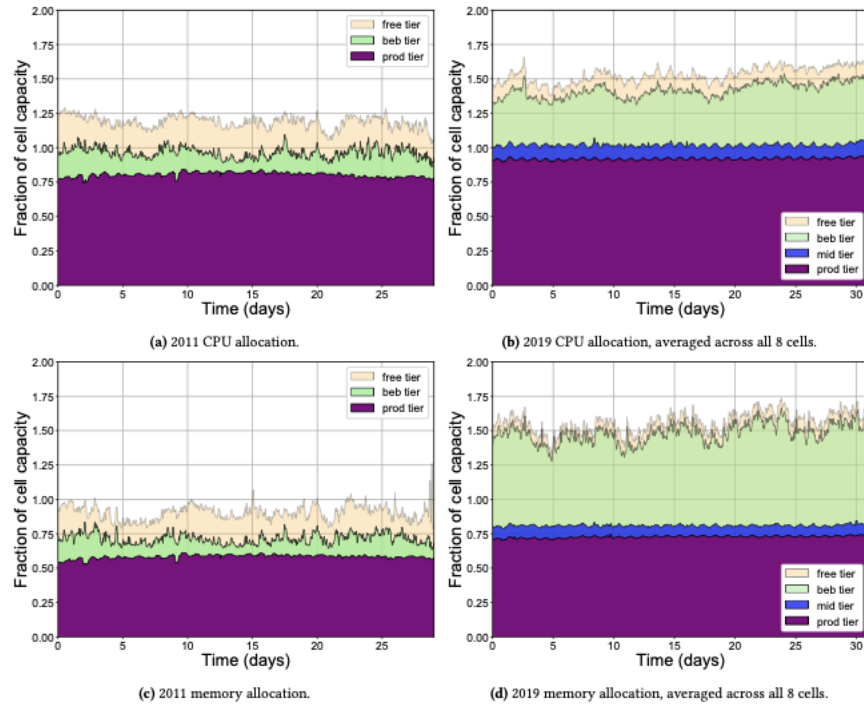 2.00
1.75
1.50
1.25
1.00
0.75
0.50
0.25
0.00
Fraction of cell capacity
free tier
beb tier
prod tier
0 5 10 15 20 25
Time (days)
(a) 2011 CPU allocation.
2.00
1.75
1.50
1.25
1.00
0.75
0.50
0.25
0.00
Fraction of cell capacity
free tier
beb tier
mid tier
prod tier
0 5 10 15 20 25 30
Time (days)
(b) 2019 CPU allocation, averaged across all 8 cells.
2.00
1.75
1.50
1.25
1.00
0.75
0.50
0.25
0.00
Fraction of cell capacity
free tier
beb tier
prod tier
0 5 10 15 20 25
Time (days)
(c) 2011 memory allocation.
2.00
1.75
1.50
1.25
1.00
0.75
0.50
0.25
0.00
Fraction of cell capacity
free tier
beb tier
mid tier
prod tier
0 5 10 15 20 25 30
Time (days)
(d) 2019 memory allocation, averaged across all 8 cells.